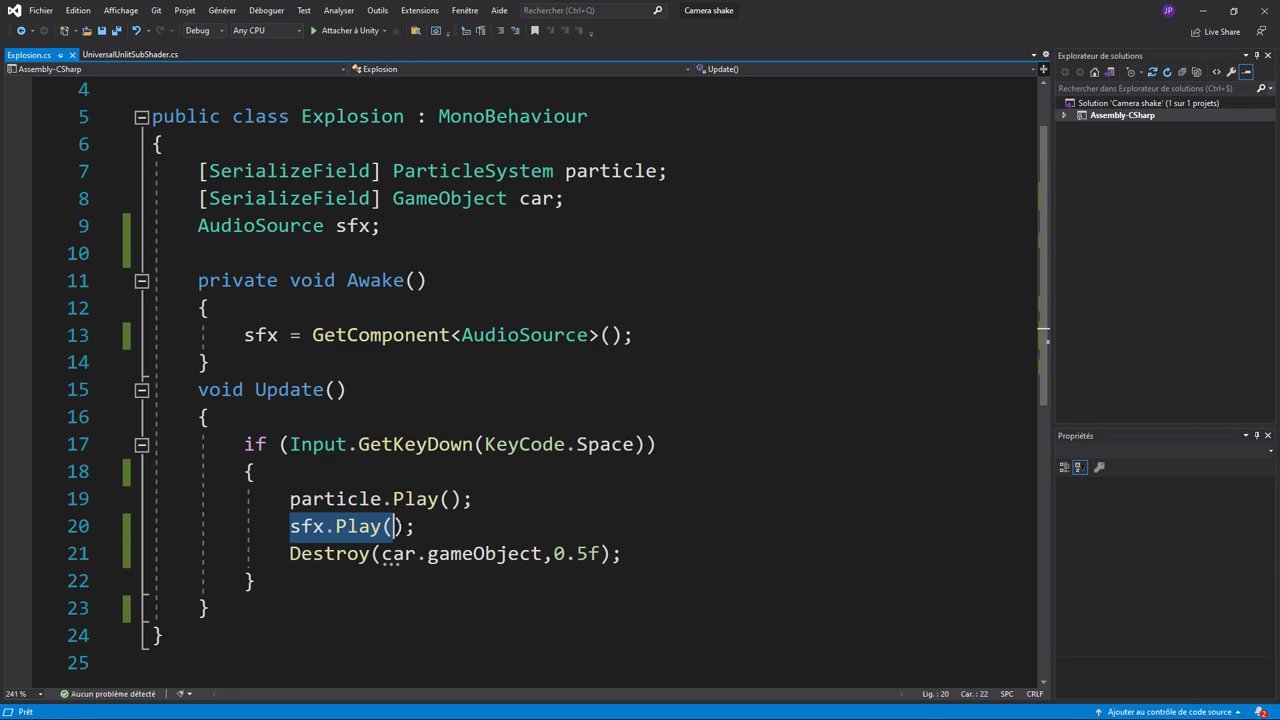 Fichier Edition Affichage Git Projet Générer Déboguer Test Analyser Outils Extensions Fenêtre Aide Rechercher (Ctrl+Q) Camera shake JP
Debug Any CPU Attacher à Unity Live Share
Explosion.cs UniversalUnlitSubShader.cs
Assembly-CSharp Explosion Update()
4
5 public class Explosion : MonoBehaviour
6 {
7 [SerializeField] ParticleSystem particle;
8 [SerializeField] GameObject car;
9 AudioSource sfx;
10
11 private void Awake()
12 {
13 sfx = GetComponent<AudioSource>();
14 }
15 void Update()
16 {
17 if (Input.GetKeyDown(KeyCode.Space))
18 {
19 particle.Play();
20 sfx.Play();
21 Destroy(car.gameObject,0.5f);
22 }
23 }
24 }
25
241 % Aucun problème détecté Lig. : 20 Car. : 22 SPC CRLF
Explorateur de solutions
Rechercher dans Explorateur de solutions (Ctrl+$)
Solution 'Camera shake' (1 sur 1 projets)
Assembly-CSharp
Propriétés
Prêt Ajouter au contrôle de code source 2